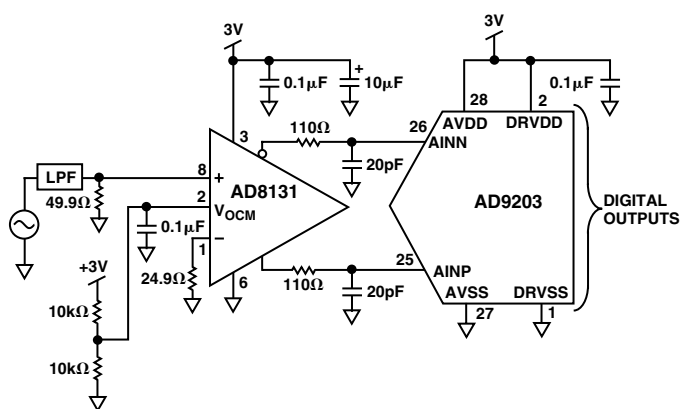 3V
3V
0.1μF
+
10μF
0.1μF
28
2
3
AVDD
DRVDD
110Ω
26
AINN
20pF
LPF
8
+
AD8131
AD9203
DIGITAL
OUTPUTS
49.9Ω
2
VOCM
0.1μF
1
−
+3V
24.9Ω
6
110Ω
25
AINP
20pF
AVSS
DRVSS
10kΩ
27
1
10kΩ